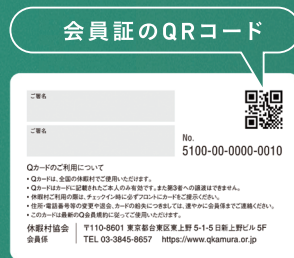 会員証のQRコード
ご署名
ご署名
No.
5100-00-0000-0010
Qカードのご利用について
・Qカードは、全国の休暇村でご使用いただけます。
・Qカードはカードに記載されたご本人のみ有効です。また第3者への譲渡はできません。
・休暇村ご利用の際は、チェックイン時に必ずフロントにカードをご提示ください。
・住所・電話番号等の変更や退会、カードの紛失につきましては、速やかに会員係までご連絡ください。
・このカードは最新のQ会員規約に従ってご使用いただきます。
休暇村協会 〒110-8601 東京都台東区東上野 5-1-5 日新上野ビル 5F
会員係 TEL 03-3845-8657 https://www.qkamura.or.jp